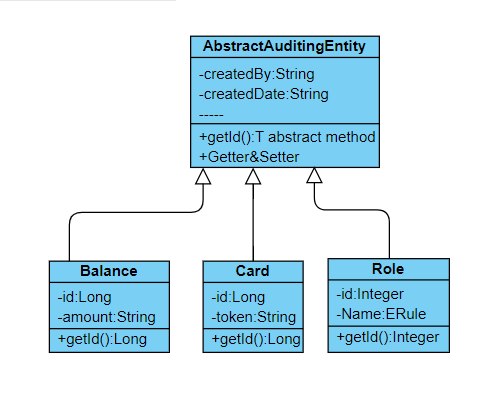 AbstractAuditingEntity
-createdBy:String
-createdDate:String
-----
+getId():T abstract method
+Getter&Setter
Balance
-id:Long
-amount:String
+getId():Long
Card
-id:Long
-token:String
+getId():Long
Role
-id:Integer
-Name:ERule
+getId():Integer